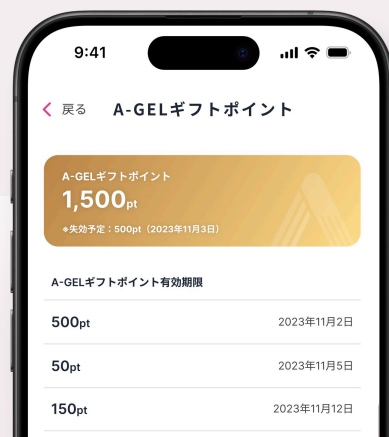 9:41
戻る A-GELギフトポイント
A-GELギフトポイント
1,500pt
※失効予定：500pt（2023年11月3日）
A-GELギフトポイント有効期限
500pt 2023年11月2日
50pt 2023年11月5日
150pt 2023年11月12日